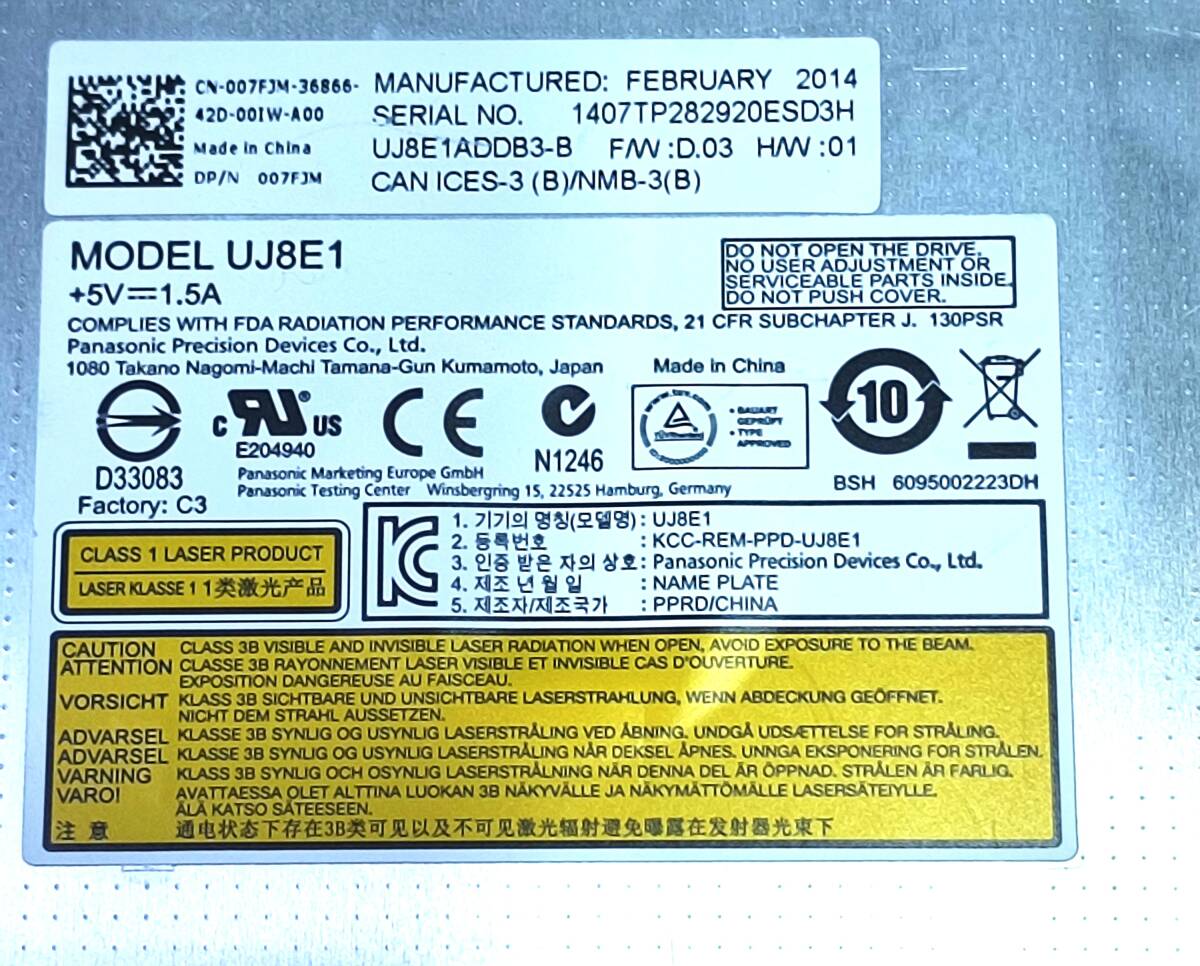 CN-007FJM-36866-
42D-00IW-A00
Made in China
DP/N 007FJM
MANUFACTURED: FEBRUARY 2014
SERIAL NO. 1407TP282920ESD3H
UJ8E1ADDB3-B F/W :D.03 H/W :01
CAN ICES-3 (B)/NMB-3(B)
MODEL UJ8E1
+5V⎓1.5A
DO NOT OPEN THE DRIVE.
NO USER ADJUSTMENT OR
SERVICEABLE PARTS INSIDE.
DO NOT PUSH COVER.
COMPLIES WITH FDA RADIATION PERFORMANCE STANDARDS, 21 CFR SUBCHAPTER J. 130PSR
Panasonic Precision Devices Co., Ltd.
1080 Takano Nagomi-Machi Tamana-Gun Kumamoto, Japan Made in China
D33083
Factory: C3
c RU ® US
E204940
CE
N1246
• BAUART
GEPRÜFT
• TYPE
APPROVED
10
BSH 6095002223DH
Panasonic Marketing Europe GmbH
Panasonic Testing Center Winsbergring 15, 22525 Hamburg, Germany
CLASS 1 LASER PRODUCT
LASER KLASSE 1 1类激光产品
1. 기기의 명칭(모델명) : UJ8E1
2. 등록번호 : KCC-REM-PPD-UJ8E1
3. 인증 받은 자의 상호 : Panasonic Precision Devices Co., Ltd.
4. 제조 년 월 일 : NAME PLATE
5. 제조자/제조국가 : PPRD/CHINA
CAUTION CLASS 3B VISIBLE AND INVISIBLE LASER RADIATION WHEN OPEN, AVOID EXPOSURE TO THE BEAM.
ATTENTION CLASSE 3B RAYONNEMENT LASER VISIBLE ET INVISIBLE CAS D'OUVERTURE.
EXPOSITION DANGEREUSE AU FAISCEAU.
VORSICHT KLASS 3B SICHTBARE UND UNSICHTBARE LASERSTRAHLUNG, WENN ABDECKUNG GEÖFFNET.
NICHT DEM STRAHL AUSSETZEN.
ADVARSEL KLASSE 3B SYNLIG OG USYNLIG LASERSTRÅLING VED ÅBNING. UNDGÅ UDSÆTTELSE FOR STRÅLING.
ADVARSEL KLASSE 3B SYNLIG OG USYNLIG LASERSTRÅLING NÅR DEKSEL ÅPNES. UNNGA EKSPONERING FOR STRÅLEN.
VARNING KLASS 3B SYNLIG OCH OSYNLIG LASERSTRÅLNING NÄR DENNA DEL ÄR ÖPPNAD. STRÅLEN ÄR FARLIG.
VARO! AVATTAESSA OLET ALTTINA LUOKAN 3B NÄKYVÄLLE JA NÄKYMÄTTÖMÄLLE LASERSÄTEIYLLE.
ÄLÄ KATSO SÄTEESEEN.
注 意 通电状态下存在3B类可见以及不可见激光辐射避免曝露在发射器光束下